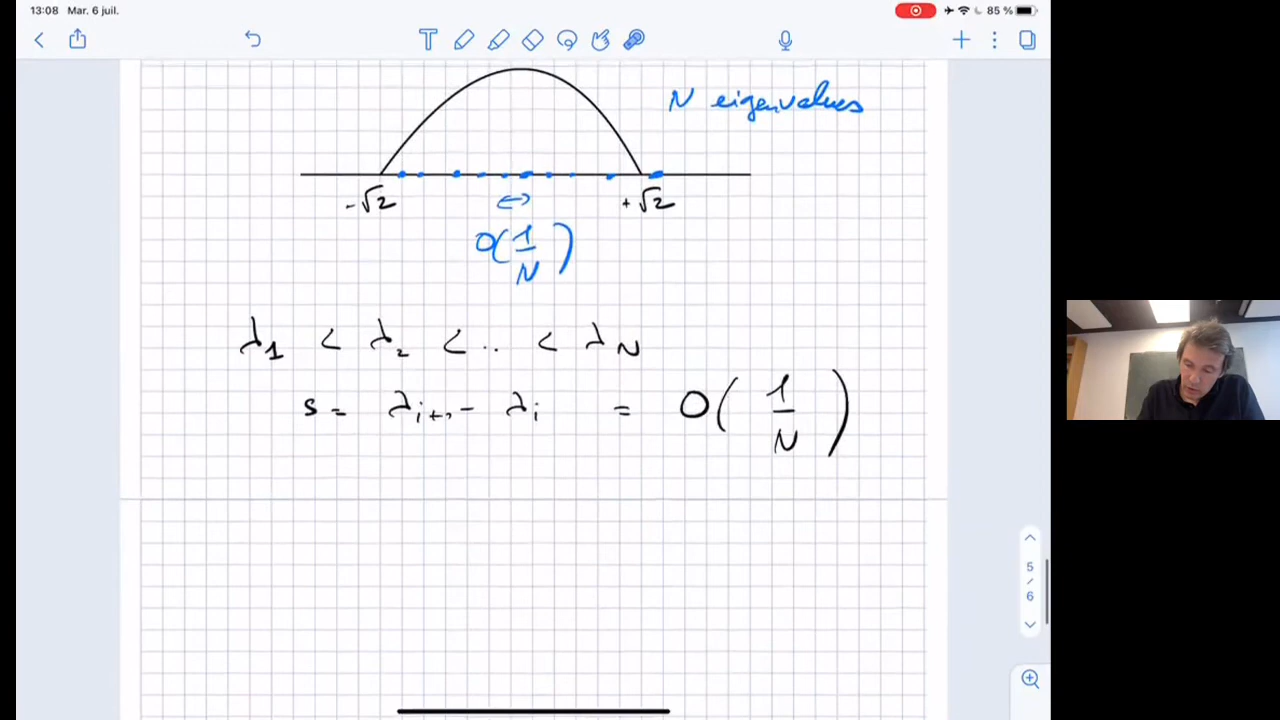 13:08 Mar. 6 juil. 85 %
N eigenvalues
-√2 +√2
O(1/N)
λ1 < λ2 < .. < λN
s = λi+1 - λi = O(1/N)
5
/
6